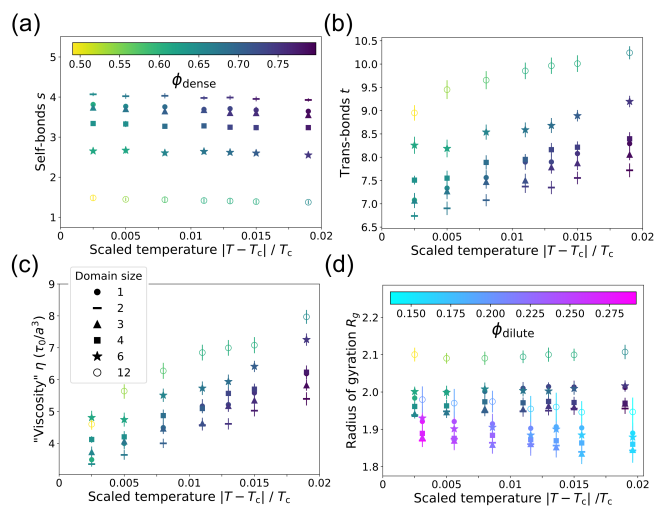 (a)
0.50 0.55 0.60 0.65 0.70 0.75
ϕdense
Self-bonds s
5
4
3
2
1
0 0.005 0.01 0.015 0.02
Scaled temperature |T − Tc| / Tc
(b)
Trans-bonds t
10.5
10.0
9.5
9.0
8.5
8.0
7.5
7.0
6.5
0 0.005 0.01 0.015 0.02
Scaled temperature |T − Tc| / Tc
(c)
"Viscosity" η (τ0/a³)
9
8
7
6
5
4
Domain size
1
2
3
4
6
12
0 0.005 0.01 0.015 0.02
Scaled temperature |T − Tc| / Tc
(d)
0.150 0.175 0.200 0.225 0.250 0.275
ϕdilute
Radius of gyration Rg
2.2
2.1
2.0
1.9
1.8
0 0.005 0.01 0.015 0.02
Scaled temperature |T − Tc| /Tc